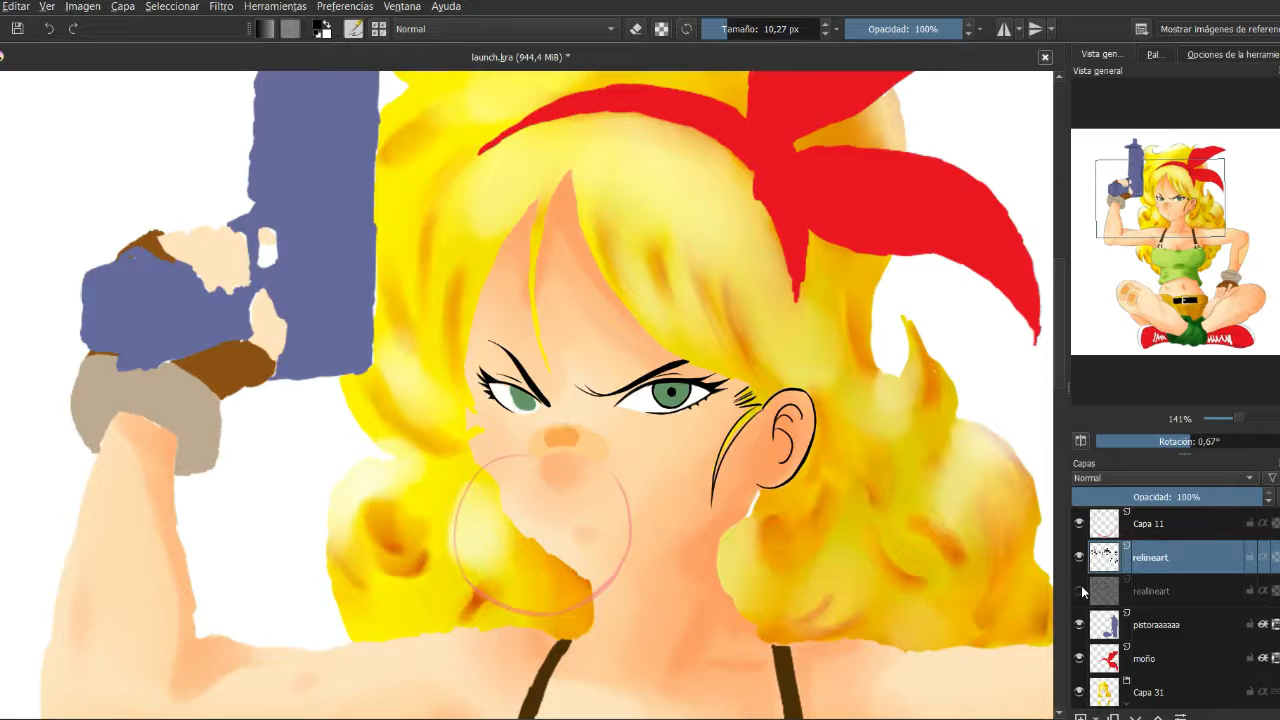 Editar Ver Imagen Capa Seleccionar Filtro Herramientas Preferencias Ventana Ayuda
Normal Tamaño: 10,27 px Opacidad: 100% Mostrar imágenes de referen
launch.kra (944,4 MiB) * Vista gen... Pal... Opciones de la herramie
Vista general
141%
Rotación: 0,67°
Capas
Normal
Opacidad: 100%
Capa 11
relineart
realineart
pistoraaaaaa
moño
Capa 31